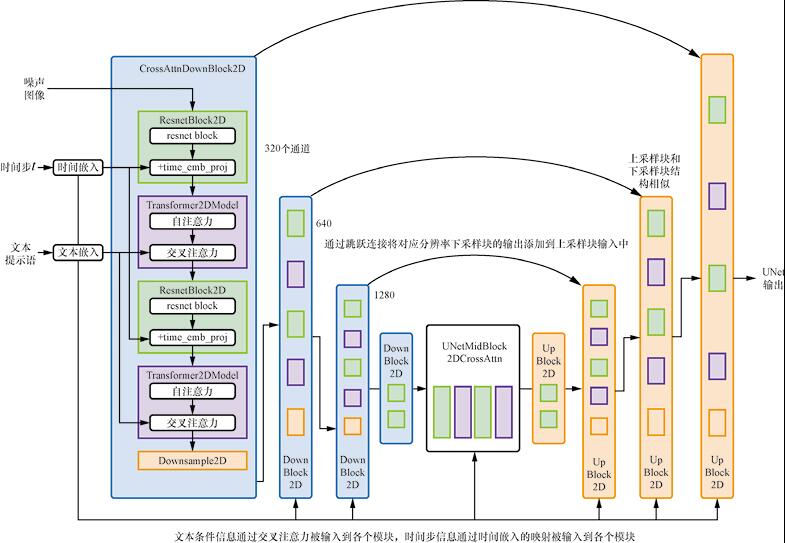 CrossAttnDownBlock2D
噪声
图像
ResnetBlock2D
resnet block
320个通道
时间步t
时间嵌入
+time_emb_proj
上采样块和
下采样块结
构相似
Transformer2DModel
自注意力
640
文本
提示语
文本嵌入
交叉注意力
通过跳跃连接将对应分辨率下采样块的输出添加到上采样块输入中
UNet
输出
ResnetBlock2D
resnet block
1280
+time_emb_proj
Down
Block
2D
UNetMidBlock
2DCrossAttn
Up
Block
2D
Transformer2DModel
自注意力
交叉注意力
Downsample2D
Down
Block
2D
Down
Block
2D
Up
Block
2D
Up
Block
2D
Up
Block
2D
文本条件信息通过交叉注意力被输入到各个模块，时间步信息通过时间嵌入的映射被输入到各个模块